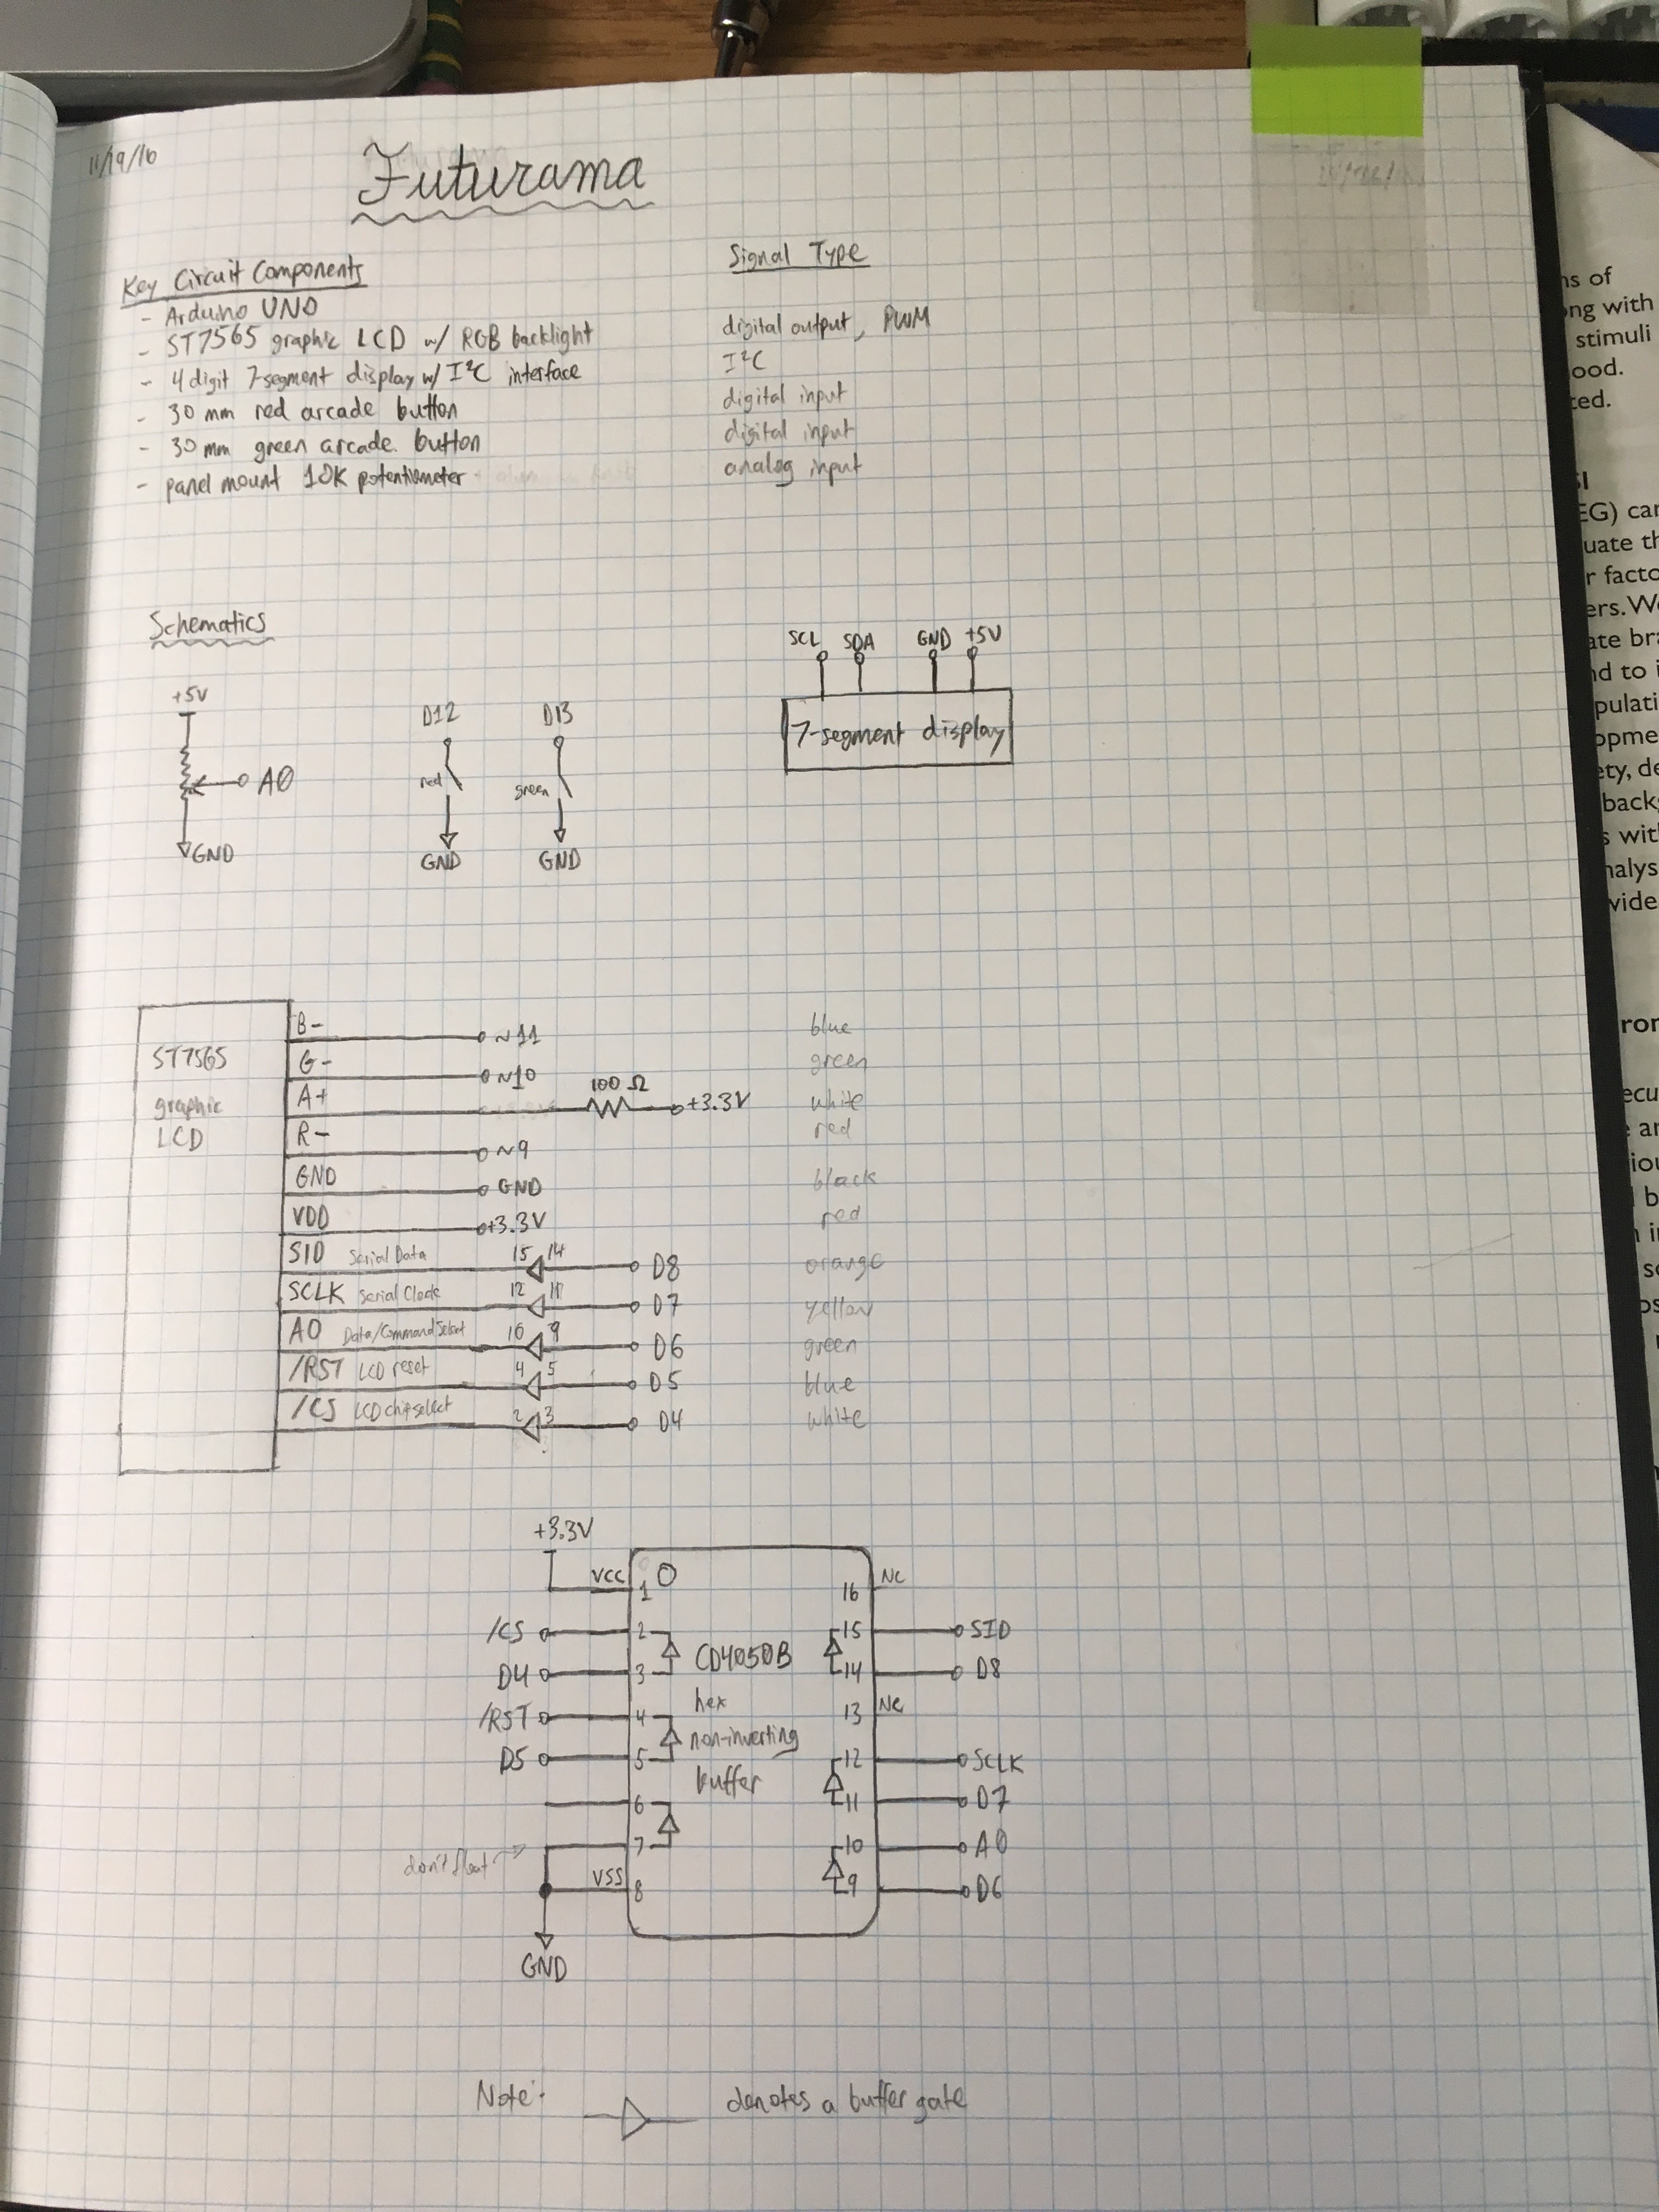 11/19/16
Futurama
Key Circuit Components
Signal Type
- Arduino UNO
- ST7565 graphic LCD w/ RGB backlight
digital output, PWM
- 4 digit 7-segment display w/ I²C interface
I²C
- 30 mm red arcade button
digital input
- 30 mm green arcade button
digital input
- panel mount 10K potentiometer
analog input
Schematics
+5V
A0
GND
D12
red
GND
D13
green
GND
SCL SDA GND +5V
7-segment display
ST7565
graphic
LCD
B- ~11 blue
G- ~10 green
A+ 100 Ω +3.3V white
R- ~9 red
GND GND black
VDD +3.3V red
SID Serial Data 15 14 D8 orange
SCLK Serial Clock 12 11 D7 yellow
A0 Data/Command Select 10 9 D6 green
/RST LCD reset 4 5 D5 blue
/CS LCD chip select 2 3 D4 white
+3.3V
VCC 1 16 NC
/CS 2 15 SID
D4 3 14 D8
CD4050B
hex
non-inverting
buffer
/RST 4 13 NC
D5 5 12 SCLK
6 11 D7
7 10 A0
don't float
VSS 8 9 D6
GND
Note: denotes a buffer gate
ns of
ong with
stimuli
ood.
ted.
SI
EG) car
uate th
r facto
ers. We
ate bra
nd to i
pulati
opme
ety, de
back
s wit
nalys
vide
ron
ecu